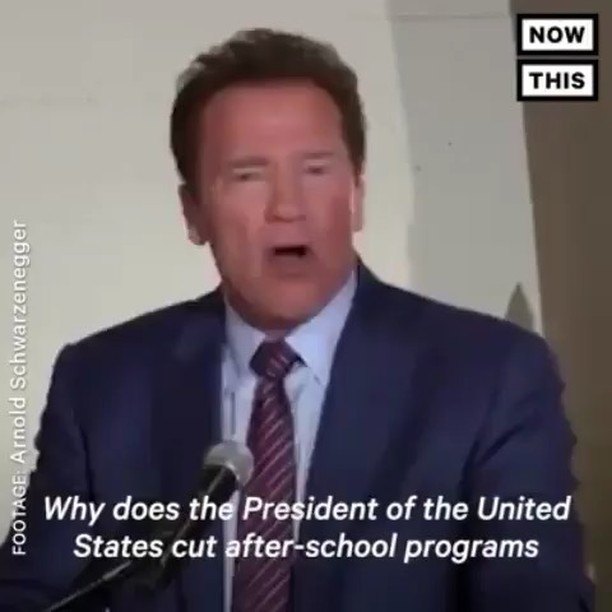 NOW
THIS
FOOTAGE: Arnold Schwarzenegger
Why does the President of the United
States cut after-school programs